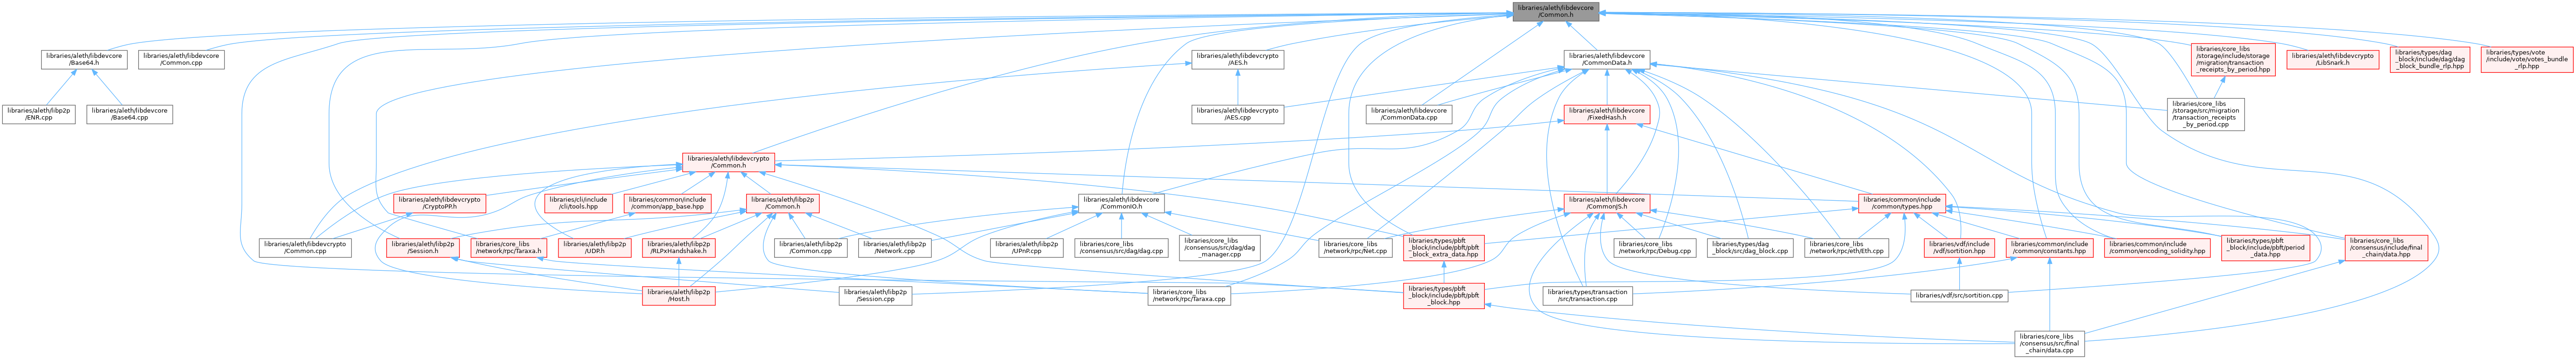 libraries/aleth/libdevcore
/Common.h
libraries/aleth/libdevcore
/Base64.h
libraries/aleth/libdevcore
/Common.cpp
libraries/aleth/libdevcrypto
/AES.h
libraries/aleth/libdevcore
/CommonData.h
libraries/core_libs
/storage/include/storage
/migration/transaction
_receipts_by_period.hpp
libraries/aleth/libdevcrypto
/LibSnark.h
libraries/types/dag
_block/include/dag/dag
_block_bundle_rlp.hpp
libraries/types/vote
/include/vote/votes_bundle
_rlp.hpp
libraries/aleth/libp2p
/ENR.cpp
libraries/aleth/libdevcore
/Base64.cpp
libraries/aleth/libdevcrypto
/AES.cpp
libraries/aleth/libdevcore
/CommonData.cpp
libraries/aleth/libdevcore
/FixedHash.h
libraries/core_libs
/storage/src/migration
/transaction_receipts
_by_period.cpp
libraries/aleth/libdevcrypto
/Common.h
libraries/aleth/libdevcrypto
/CryptoPP.h
libraries/cli/include
/cli/tools.hpp
libraries/common/include
/common/app_base.hpp
libraries/aleth/libp2p
/Common.h
libraries/aleth/libdevcore
/CommonIO.h
libraries/aleth/libdevcore
/CommonJS.h
libraries/common/include
/common/types.hpp
libraries/aleth/libdevcrypto
/Common.cpp
libraries/aleth/libp2p
/Session.h
libraries/core_libs
/network/rpc/Taraxa.h
libraries/aleth/libp2p
/UDP.h
libraries/aleth/libp2p
/RLPxHandshake.h
libraries/aleth/libp2p
/Common.cpp
libraries/aleth/libp2p
/Network.cpp
libraries/aleth/libp2p
/UPnP.cpp
libraries/core_libs
/consensus/src/dag/dag.cpp
libraries/core_libs
/consensus/src/dag/dag
_manager.cpp
libraries/core_libs
/network/rpc/Net.cpp
libraries/types/pbft
_block/include/pbft/pbft
_block_extra_data.hpp
libraries/core_libs
/network/rpc/Debug.cpp
libraries/types/dag
_block/src/dag_block.cpp
libraries/core_libs
/network/rpc/eth/Eth.cpp
libraries/vdf/include
/vdf/sortition.hpp
libraries/common/include
/common/constants.hpp
libraries/common/include
/common/encoding_solidity.hpp
libraries/types/pbft
_block/include/pbft/period
_data.hpp
libraries/core_libs
/consensus/include/final
_chain/data.hpp
libraries/aleth/libp2p
/Host.h
libraries/aleth/libp2p
/Session.cpp
libraries/core_libs
/network/rpc/Taraxa.cpp
libraries/types/pbft
_block/include/pbft/pbft
_block.hpp
libraries/types/transaction
/src/transaction.cpp
libraries/vdf/src/sortition.cpp
libraries/core_libs
/consensus/src/final
_chain/data.cpp